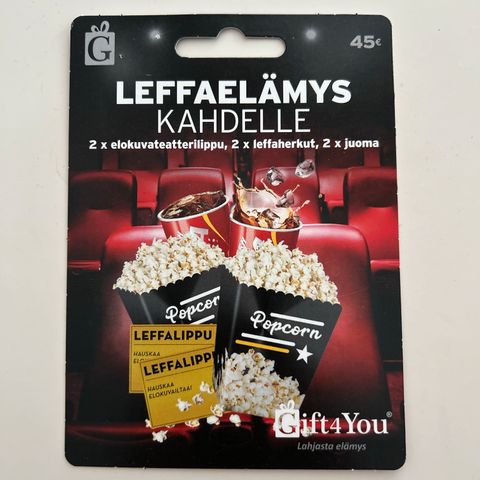 G
45€
LEFFAELÄMYS
KAHDELLE
2 x elokuvateatterilippu, 2 x leffaherkut, 2 x juoma
Popcorn
Popcorn
LEFFALIPPU
HAUSKAA
LEFFALIPPU
HAUSKAA
ELOKUVAILTAA!
Gift4You®
Lahjasta elämys